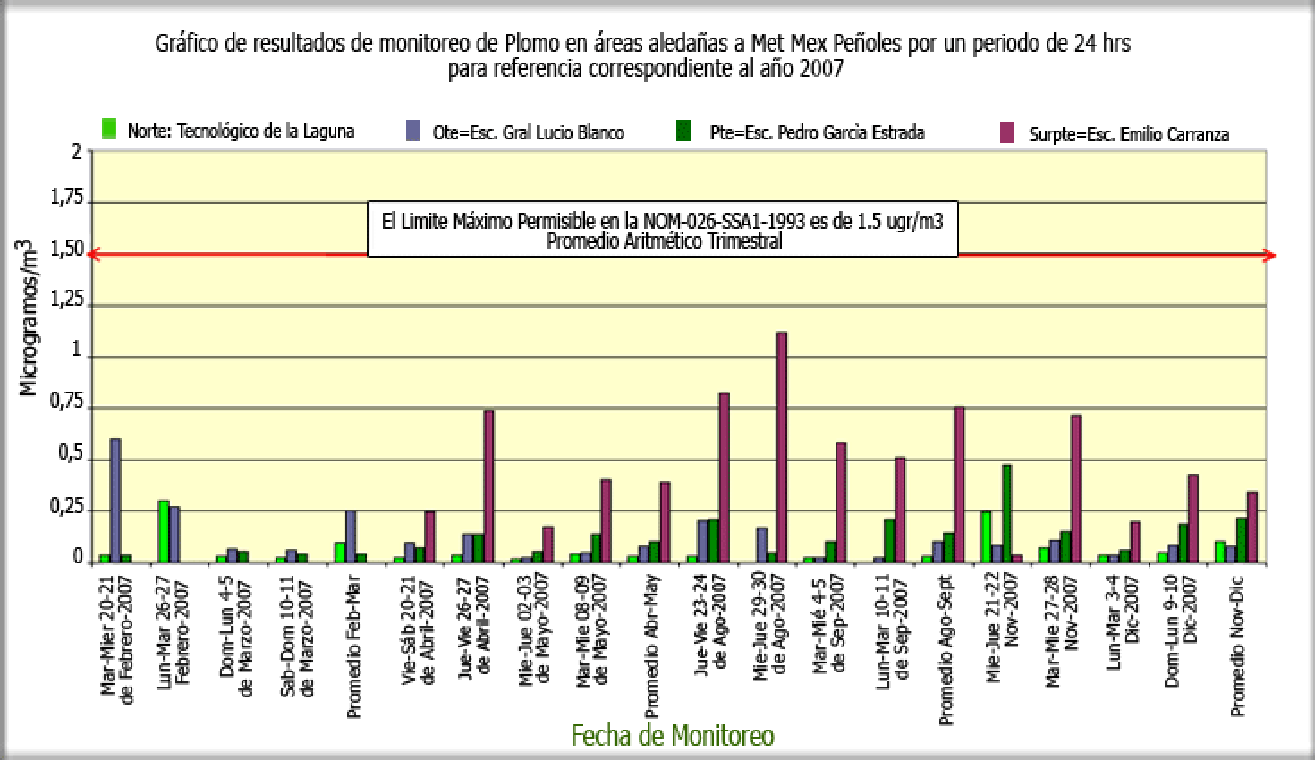 Gráfico de resultados de monitoreo de Plomo en áreas aledañas a Met Mex Peñoles por un periodo de 24 hrs
para referencia correspondiente al año 2007
Norte: Tecnológico de la Laguna
Ote=Esc. Gral Lucio Blanco
Pte=Esc. Pedro Garcìa Estrada
Surpte=Esc. Emilio Carranza
2
1,75
1,50
1,25
1
0,75
0,5
0,25
0
Microgramos/m3
El Limite Máximo Permisible en la NOM-026-SSA1-1993 es de 1.5 ugr/m3
Promedio Aritmético Trimestral
Mar-Mier 20-21
de Febrero-2007
Lun-Mar 26-27
Febrero-2007
Dom-Lun 4-5
de Marzo-2007
Sab-Dom 10-11
de Marzo-2007
Promedio Feb-Mar
Vie-Sáb 20-21
de Abril-2007
Jue-Vie 26-27
de Abril-2007
Mie-Jue 02-03
de Mayo-2007
Mar-Mie 08-09
de Mayo-2007
Promedio Abr-May
Jue-Vie 23-24
de Ago-2007
Mie-Jue 29-30
de Ago-2007
Mar-Mié 4-5
de Sep-2007
Lun-Mar 10-11
de Sep-2007
Promedio Ago-Sept
Mie-Jue 21-22
Nov-2007
Mar-Mie 27-28
Nov-2007
Lun-Mar 3-4
Dic-2007
Dom-Lun 9-10
Dic-2007
Promedio Nov-Dic
Fecha de Monitoreo